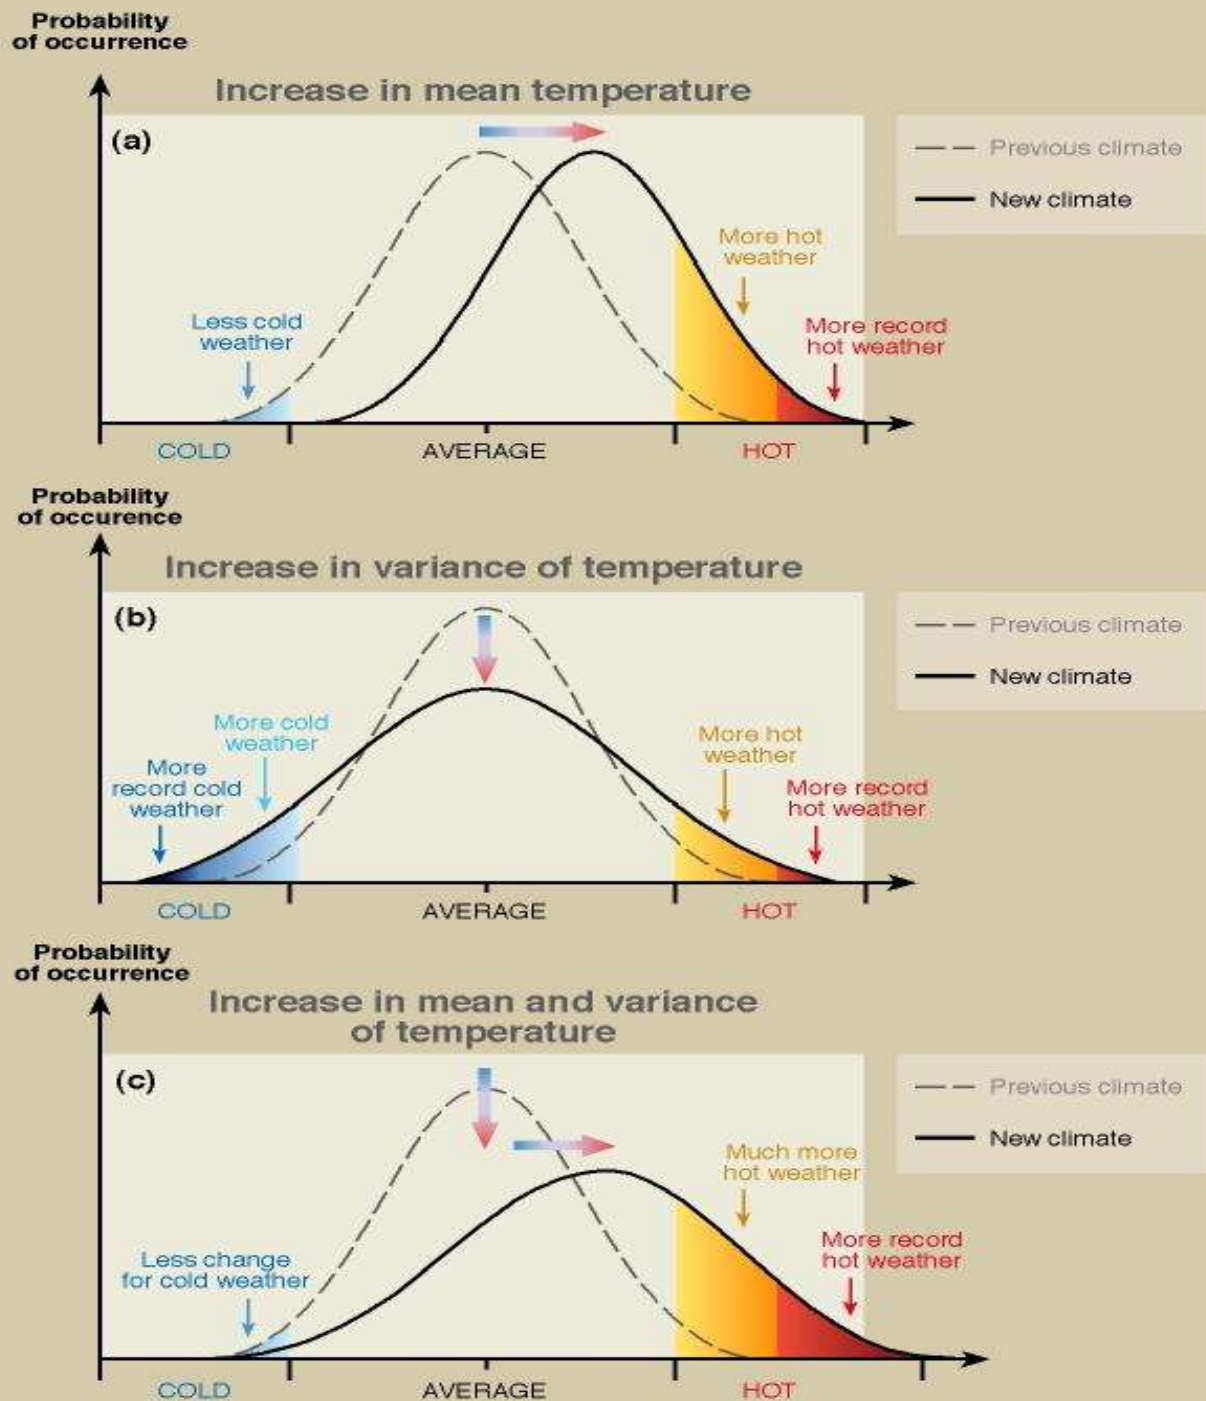 Probability
of occurrence
Increase in mean temperature
(a)
Previous climate
New climate
More hot
weather
Less cold
weather
More record
hot weather
COLD
AVERAGE
HOT
Probability
of occurence
Increase in variance of temperature
(b)
Previous climate
New climate
More cold
weather
More hot
weather
More
record cold
weather
More record
hot weather
COLD
AVERAGE
HOT
Probability
of occurrence
Increase in mean and variance
of temperature
(c)
Previous climate
New climate
Much more
hot weather
More record
hot weather
Less change
for cold weather
COLD
AVERAGE
HOT